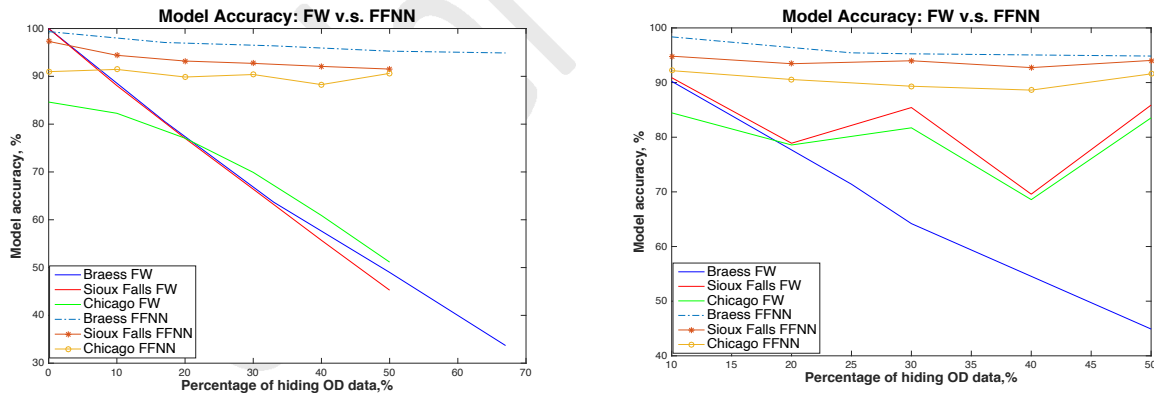 Model Accuracy: FW v.s. FFNN
100
90
80
70
60
50
40
30
Model accuracy, %
Braess FW
Sioux Falls FW
Chicago FW
Braess FFNN
Sioux Falls FFNN
Chicago FFNN
0 10 20 30 40 50 60 70
Percentage of hiding OD data,%
Model Accuracy: FW v.s. FFNN
100
90
80
70
60
50
40
Model accuracy, %
Braess FW
Sioux Falls FW
Chicago FW
Braess FFNN
Sioux Falls FFNN
Chicago FFNN
10 15 20 25 30 35 40 45 50
Percentage of hiding OD data,%